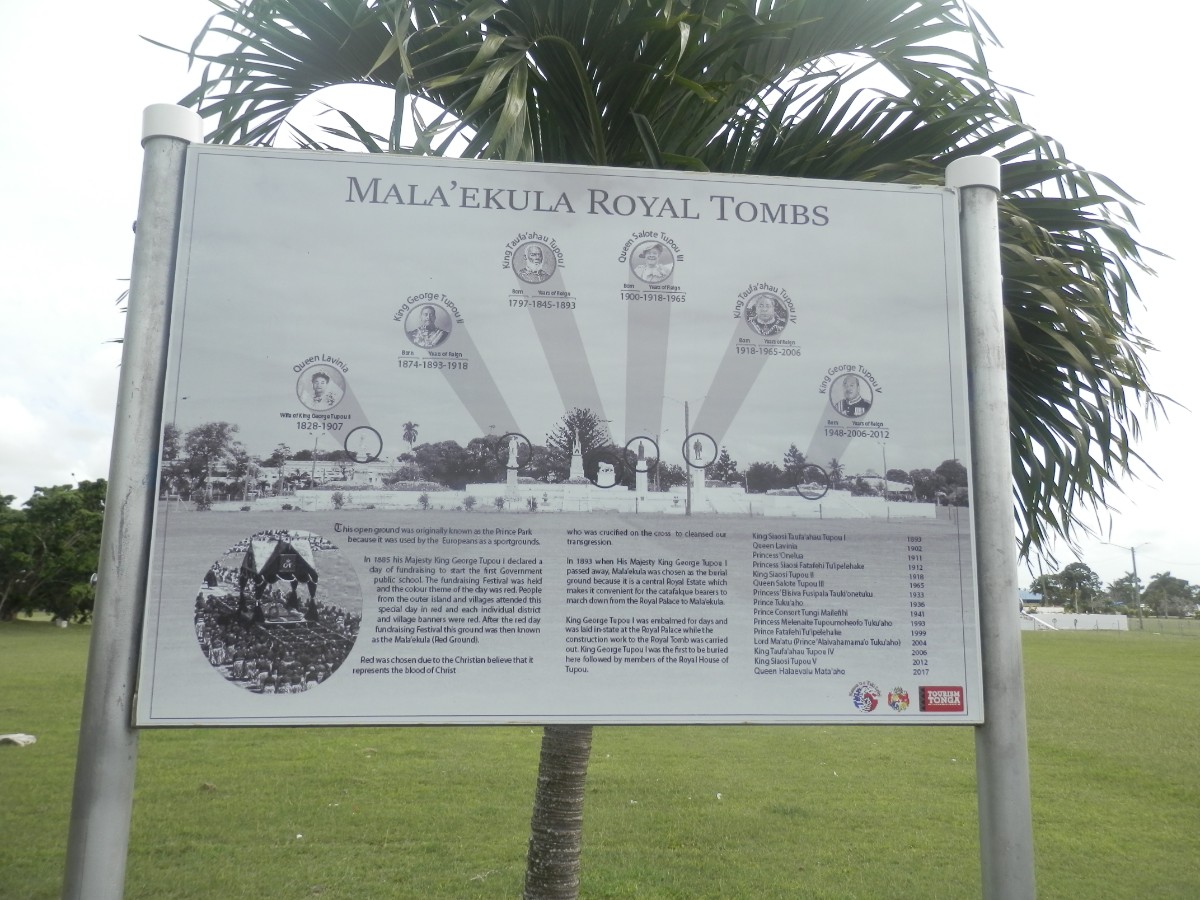 MALA'EKULA ROYAL TOMBS
King Taufa'ahau Tupou I
Born Years of Reign
1797-1845-1893
Queen Salote Tupou III
Born Years of Reign
1900-1918-1965
King George Tupou II
Born Years of Reign
1874-1893-1918
King Taufa'ahau Tupou IV
Born Years of Reign
1918-1965-2006
Queen Lavinia
Wife of King George Tupou II
1828-1907
King George Tupou V
Born Years of Reign
1948-2006-2012
This open ground was originally known as the Prince Park
because it was used by the Europeans as a sportgrounds.
In 1885 his Majesty King George Tupou I declared a
day of fundraising to start the first Government
public school. The fundraising Festival was held
and the colour theme of the day was red. People
from the outer island and villages attended this
special day in red and each individual district
and village banners were red. After the red day
fundraising Festival this ground was then known
as the Mala'ekula (Red Ground).
Red was chosen due to the Christian believe that it
represents the blood of Christ
who was crucified on the cross to cleansed our
transgression.
In 1893 when His Majesty King George Tupou I
passed away, Mala'ekula was chosen as the berial
ground because it is a central Royal Estate which
makes it convenient for the catafalque bearers to
march down from the Royal Palace to Mala'ekula.
King George Tupou I was embalmed for days and
was laid in-state at the Royal Palace while the
construction work to the Royal Tomb was carried
out. King George Tupou I was the first to be buried
here followed by members of the Royal House of
Tupou.
King Siaosi Taufa'ahau Tupou I 1893
Queen Lavinia 1902
Princess 'Onelua 1911
Princess Siaosi Fatafehi Tu'ipelehake 1912
King Siaosi Tupou II 1918
Queen Salote Tupou III 1965
Princess 'Elisiva Fusipala Tauki'onetuku 1933
Prince Tuku'aho 1936
Prince Consort Tungi Mailefihi 1941
Princess Melenaite Tupoumoheofo Tuku'aho 1993
Prince Fatafehi Tu'ipelehake 1999
Lord Ma'atu (Prince 'Alaivahamama'o Tuku'aho) 2004
King Taufa'ahau Tupou IV 2006
King Siaosi Tupou V 2012
Queen Halaevalu Mata'aho 2017
TOURISM
TONGA